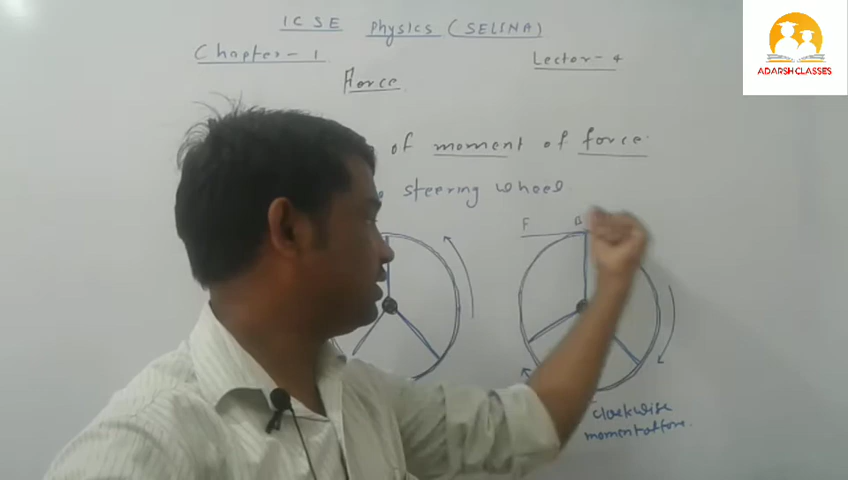 ICSE Physics (SELINA)
Chapter-1
Lector-4
Force
of moment of force.
steering wheel.
F
B
clockwise
moment of force.
ADARSH CLASSES